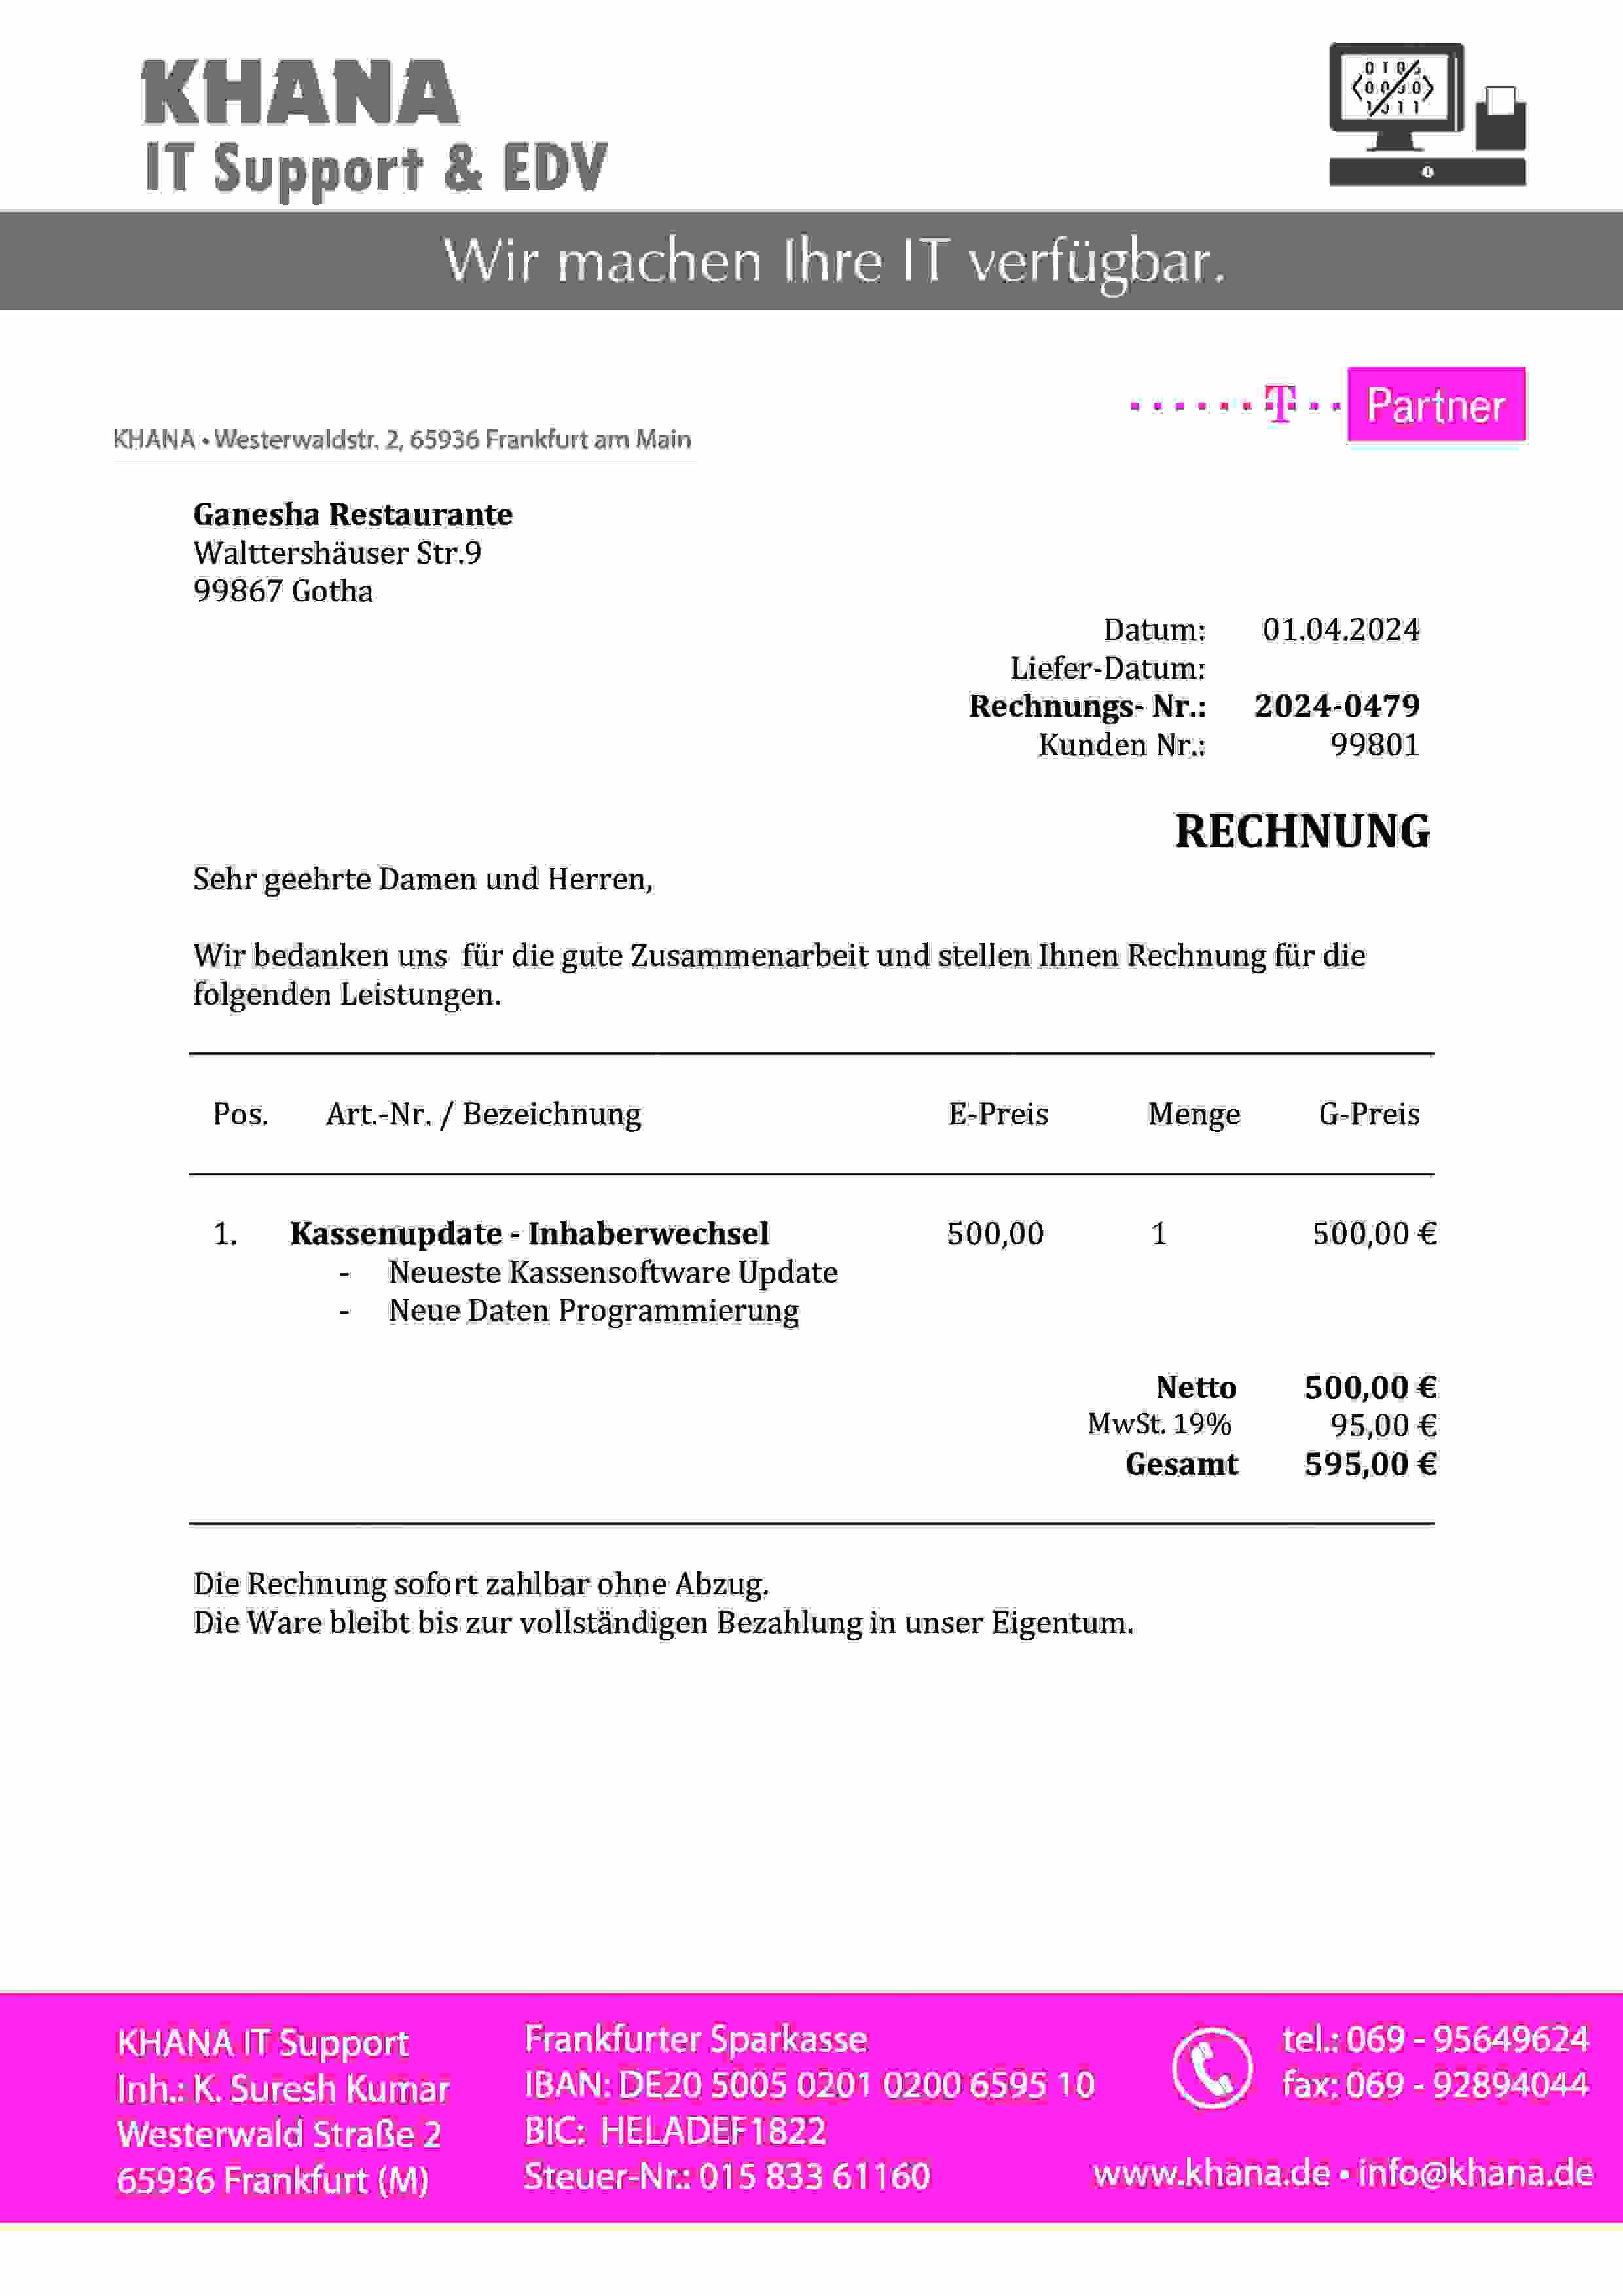 KHANA
IT Support & EDV
Wir machen Ihre IT verfügbar.
T Partner
KHANA • Westerwaldstr. 2, 65936 Frankfurt am Main
Ganesha Restaurante
Walttershäuser Str.9
99867 Gotha
Datum: 01.04.2024
Liefer-Datum:
Rechnungs- Nr.: 2024-0479
Kunden Nr.: 99801
RECHNUNG
Sehr geehrte Damen und Herren,
Wir bedanken uns für die gute Zusammenarbeit und stellen Ihnen Rechnung für die
folgenden Leistungen.
Pos. Art.-Nr. / Bezeichnung E-Preis Menge G-Preis
1. Kassenupdate - Inhaberwechsel 500,00 1 500,00 €
- Neueste Kassensoftware Update
- Neue Daten Programmierung
Netto 500,00 €
MwSt. 19% 95,00 €
Gesamt 595,00 €
Die Rechnung sofort zahlbar ohne Abzug.
Die Ware bleibt bis zur vollständigen Bezahlung in unser Eigentum.
KHANA IT Support
Inh.: K. Suresh Kumar
Westerwald Straße 2
65936 Frankfurt (M)
Frankfurter Sparkasse
IBAN: DE20 5005 0201 0200 6595 10
BIC: HELADEF1822
Steuer-Nr.: 015 833 61160
tel.: 069 - 95649624
fax: 069 - 92894044
www.khana.de • info@khana.de